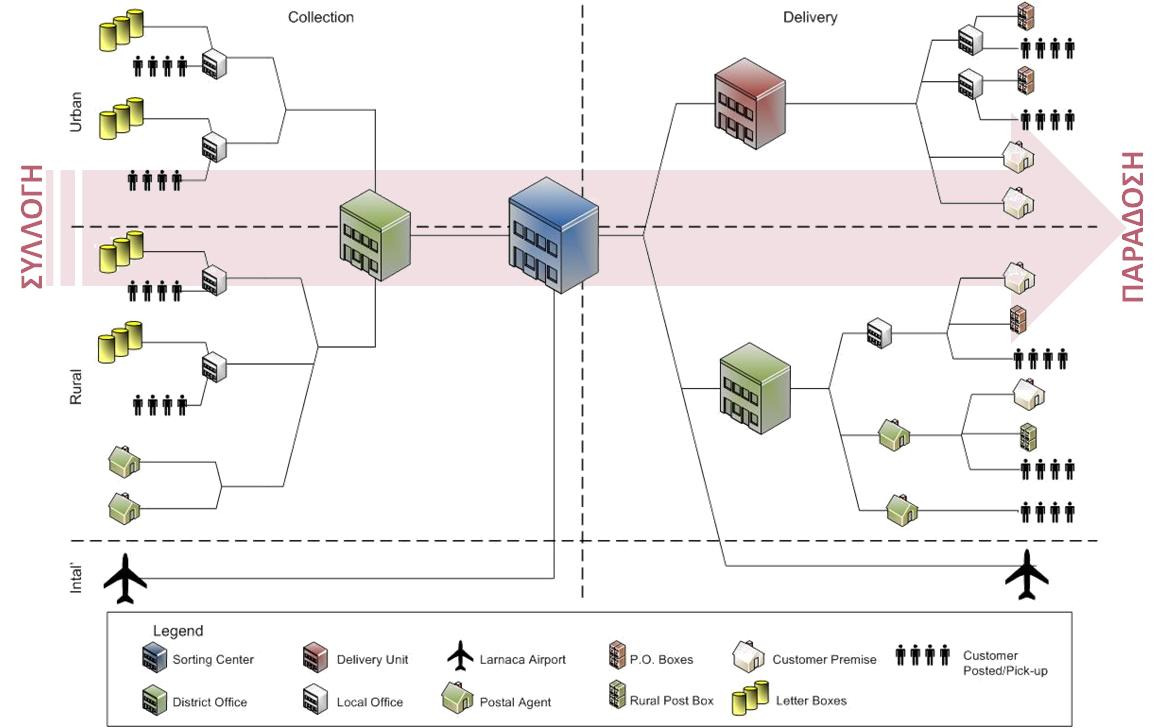 Collection
Delivery
Urban
ΣΥΛΛΟΓΗ
ΠΑΡΑΔΟΣΗ
Rural
Intal'
Legend
Sorting Center
Delivery Unit
Larnaca Airport
P.O. Boxes
Customer Premise
Customer
Posted/Pick-up
District Office
Local Office
Postal Agent
Rural Post Box
Letter Boxes